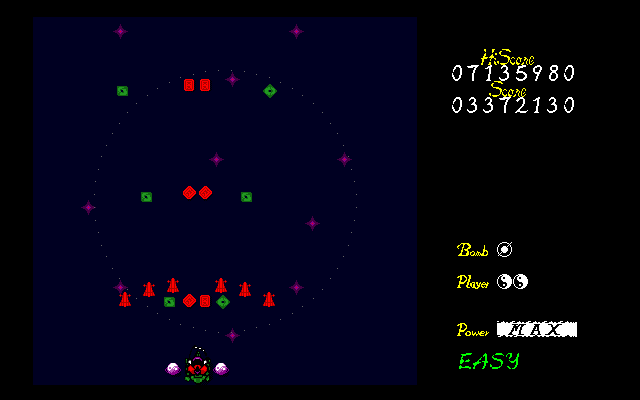 HiScore
07135980
Score
03372130
Bomb
Player
Power MAX
EASY